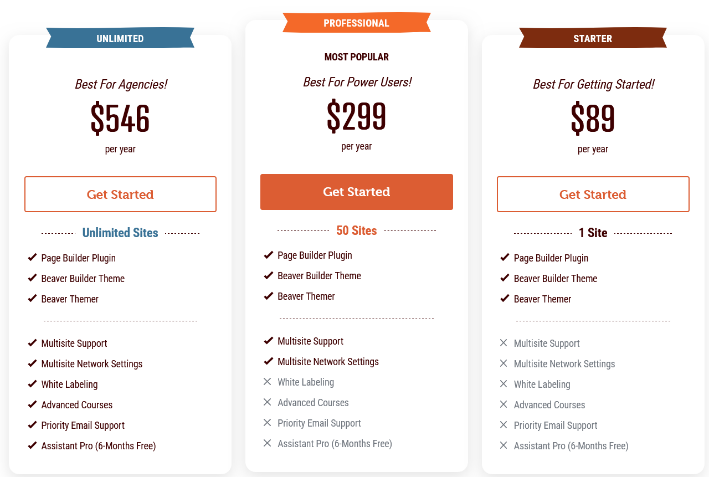 UNLIMITED
Best For Agencies!
$546
per year
Get Started
Unlimited Sites
Page Builder Plugin
Beaver Builder Theme
Beaver Themer
Multisite Support
Multisite Network Settings
White Labeling
Advanced Courses
Priority Email Support
Assistant Pro (6-Months Free)
PROFESSIONAL
MOST POPULAR
Best For Power Users!
$299
per year
Get Started
50 Sites
Page Builder Plugin
Beaver Builder Theme
Beaver Themer
Multisite Support
Multisite Network Settings
White Labeling
Advanced Courses
Priority Email Support
Assistant Pro (6-Months Free)
STARTER
Best For Getting Started!
$89
per year
Get Started
1 Site
Page Builder Plugin
Beaver Builder Theme
Beaver Themer
Multisite Support
Multisite Network Settings
White Labeling
Advanced Courses
Priority Email Support
Assistant Pro (6-Months Free)